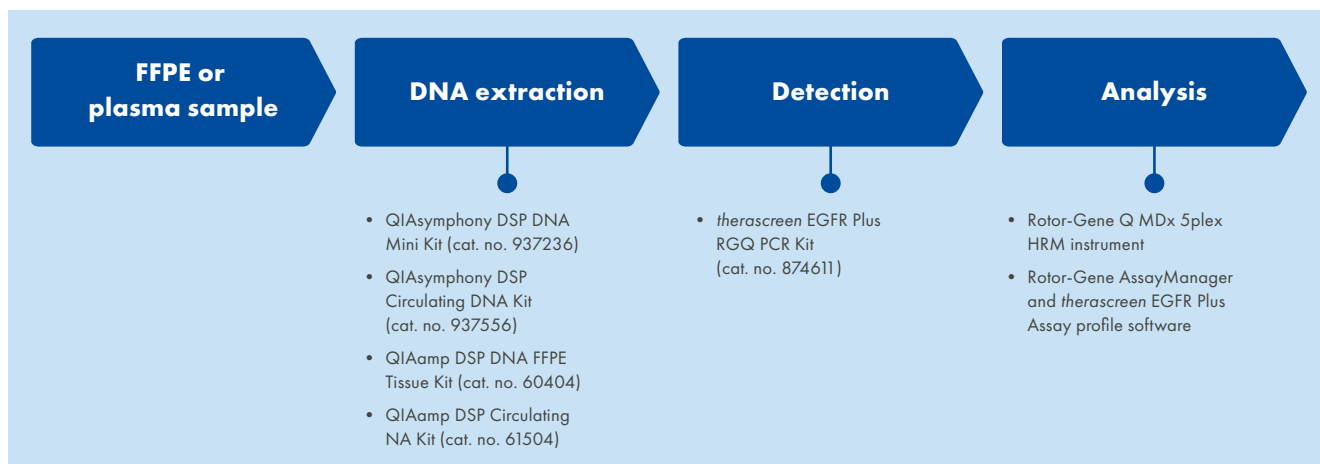 FFPE or
plasma sample
DNA extraction
Detection
Analysis
• QIAsymphony DSP DNA
Mini Kit (cat. no. 937236)
• QIAsymphony DSP
Circulating DNA Kit
(cat. no. 937556)
• QIAamp DSP DNA FFPE
Tissue Kit (cat. no. 60404)
• QIAamp DSP Circulating
NA Kit (cat. no. 61504)
• therascreen EGFR Plus
RGQ PCR Kit
(cat. no. 874611)
• Rotor-Gene Q MDx 5plex
HRM instrument
• Rotor-Gene AssayManager
and therascreen EGFR Plus
Assay profile software